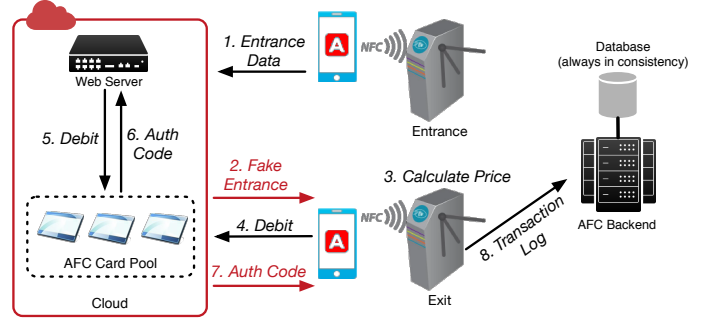 1. Entrance
Data
A
NFC
Entrance
Web Server
5. Debit
6. Auth
Code
Database
(always in consistency)
2. Fake
Entrance
3. Calculate Price
4. Debit
A
NFC
AFC Card Pool
7. Auth Code
Cloud
Exit
8. Transaction
Log
AFC Backend